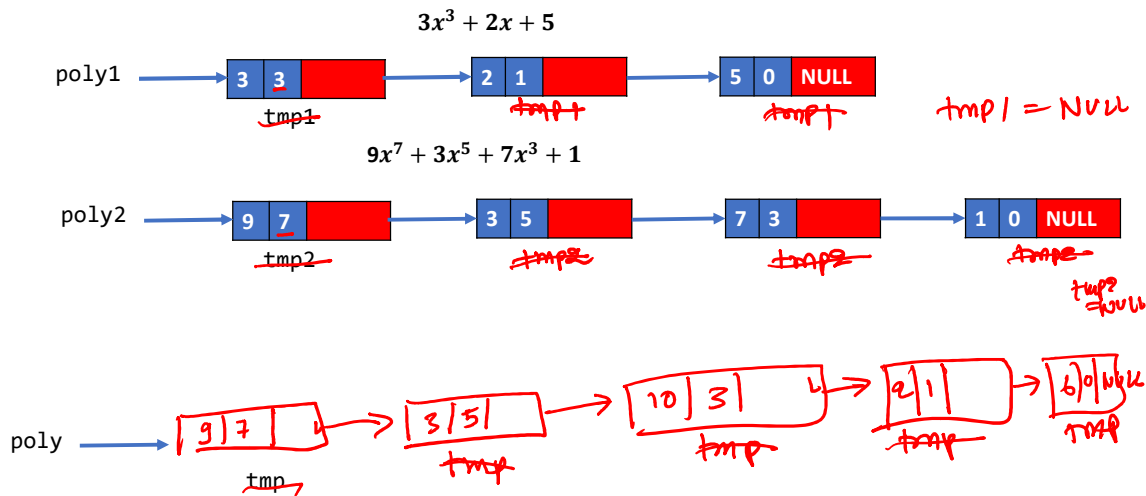 3x³ + 2x + 5
poly1 3 3 2 1 5 0 NULL
tmp1 tmp1 tmp1 tmp1 = NULL
9x⁷ + 3x⁵ + 7x³ + 1
poly2 9 7 3 5 7 3 1 0 NULL
tmp2 tmp2 tmp2 tmp2
tmp2
=NULL
poly 9|7 3|5| 10|3| 2|1| 6|0|NULL
tmp tmp tmp tmp tmp